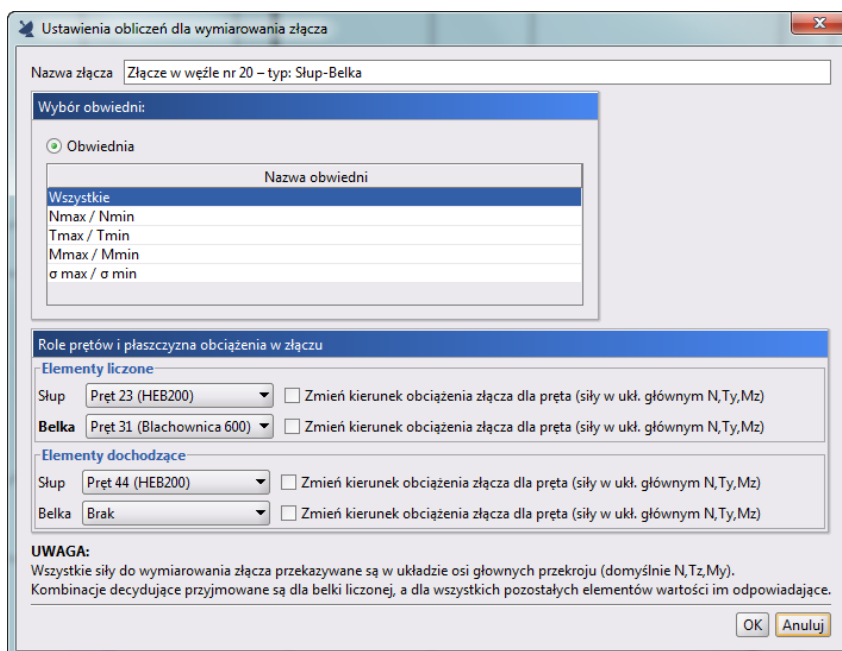 Ustawienia obliczeń dla wymiarowania złącza
Nazwa złącza Złącze w węźle nr 20 – typ: Słup-Belka
Wybór obwiedni:
Obwiednia
Nazwa obwiedni
Wszystkie
Nmax / Nmin
Tmax / Tmin
Mmax / Mmin
σ max / σ min
Role prętów i płaszczyzna obciążenia w złączu
Elementy liczone
Słup Pręt 23 (HEB200) Zmień kierunek obciążenia złącza dla pręta (siły w ukł. głównym N,Ty,Mz)
Belka Pręt 31 (Blachownica 600) Zmień kierunek obciążenia złącza dla pręta (siły w ukł. głównym N,Ty,Mz)
Elementy dochodzące
Słup Pręt 44 (HEB200) Zmień kierunek obciążenia złącza dla pręta (siły w ukł. głównym N,Ty,Mz)
Belka Brak Zmień kierunek obciążenia złącza dla pręta (siły w ukł. głównym N,Ty,Mz)
UWAGA:
Wszystkie siły do wymiarowania złącza przekazywane są w układzie osi głownych przekroju (domyślnie N,Tz,My).
Kombinacje decydujące przyjmowane są dla belki liczonej, a dla wszystkich pozostałych elementów wartości im odpowiadające.
OK Anuluj